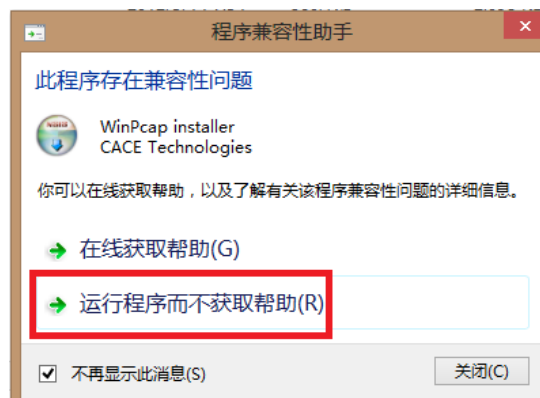 程序兼容性助手
此程序存在兼容性问题
WinPcap installer
CACE Technologies
你可以在线获取帮助，以及了解有关该程序兼容性问题的详细信息。
在线获取帮助(G)
运行程序而不获取帮助(R)
不再显示此消息(S)
关闭(C)